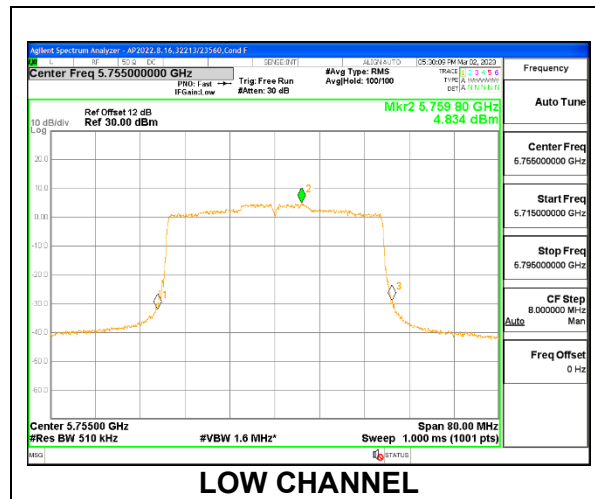 Agilent Spectrum Analyzer - AP2022.8.16,32213/23560,Cond F
L RF 50 Ω DC SENSE:INT ALIGN AUTO 05:30:09 PM Mar 02, 2023
Center Freq 5.755000000 GHz #Avg Type: RMS TRACE 1 2 3 4 5 6 Frequency
PNO: Fast Trig: Free Run Avg|Hold: 100/100 TYPE A WWWWW
IFGain:Low #Atten: 30 dB DET A N N N N N
Mkr2 5.759 80 GHz Auto Tune
Ref Offset 12 dB
10 dB/div Ref 30.00 dBm 4.834 dBm
Log
20.0
10.0
0.00
-10.0
-20.0
-30.0
-40.0
-50.0
-60.0
1
2
3
Center Freq
5.755000000 GHz
Start Freq
5.715000000 GHz
Stop Freq
5.795000000 GHz
CF Step
8.000000 MHz
Auto Man
Freq Offset
0 Hz
Center 5.75500 GHz Span 80.00 MHz
#Res BW 510 kHz #VBW 1.6 MHz* Sweep 1.000 ms (1001 pts)
MSG STATUS
LOW CHANNEL